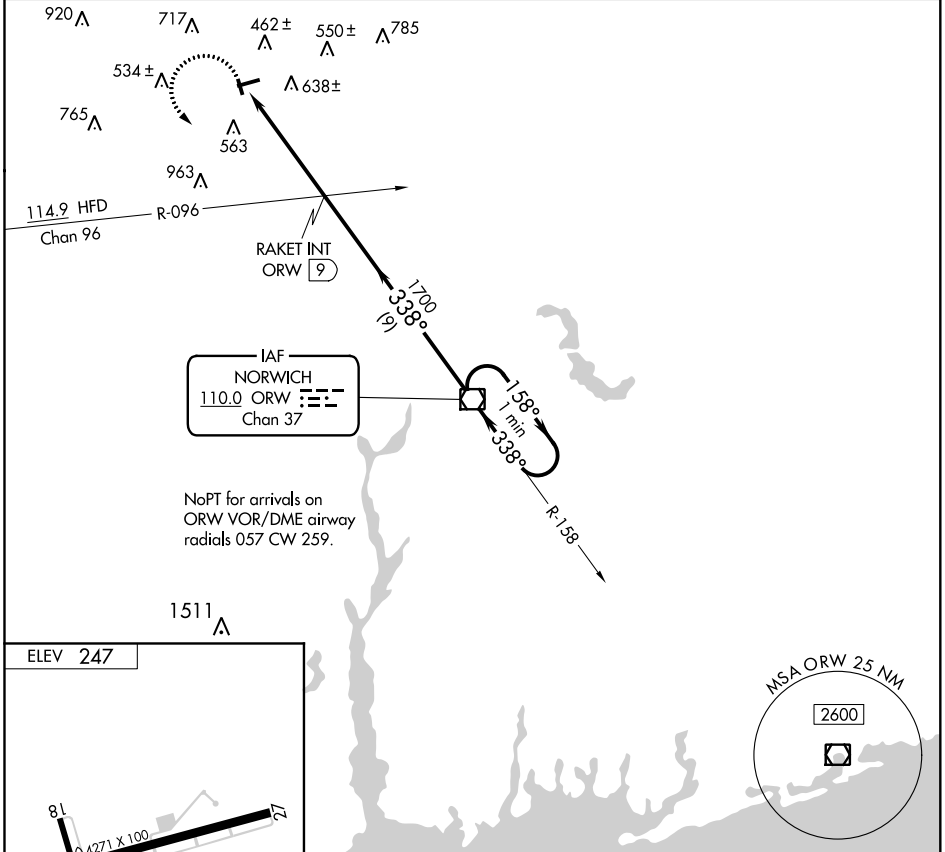 920
717
462 ±
550 ±
785
534 ±
638±
765
563
963
114.9 HFD
Chan 96
R-096
RAKET INT
ORW 9
1700
338°
(9)
IAF
NORWICH
110.0 ORW
Chan 37
158°
1 min
338°
R-158
NoPT for arrivals on
ORW VOR/DME airway
radials 057 CW 259.
1511
ELEV 247
MSA ORW 25 NM
2600
18
27
4271 X 100